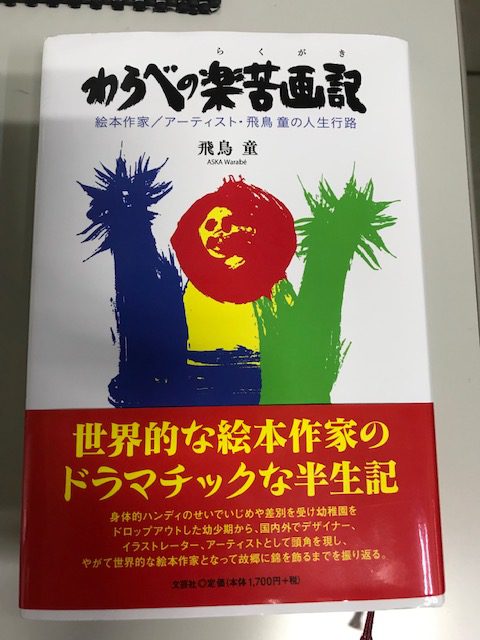 らくがき
わらべの楽苦画記
絵本作家／アーティスト・飛鳥 童の人生行路
飛鳥 童
ASKA Warabé
世界的な絵本作家の
ドラマチックな半生記
身体的ハンディのせいでいじめや差別を受け幼稚園を
ドロップアウトした幼少期から、国内外でデザイナー、
イラストレーター、アーティストとして頭角を現し、
やがて世界的な絵本作家となって故郷に錦を飾るまでを振り返る。
文芸社◎定価(本体1,700円+税)